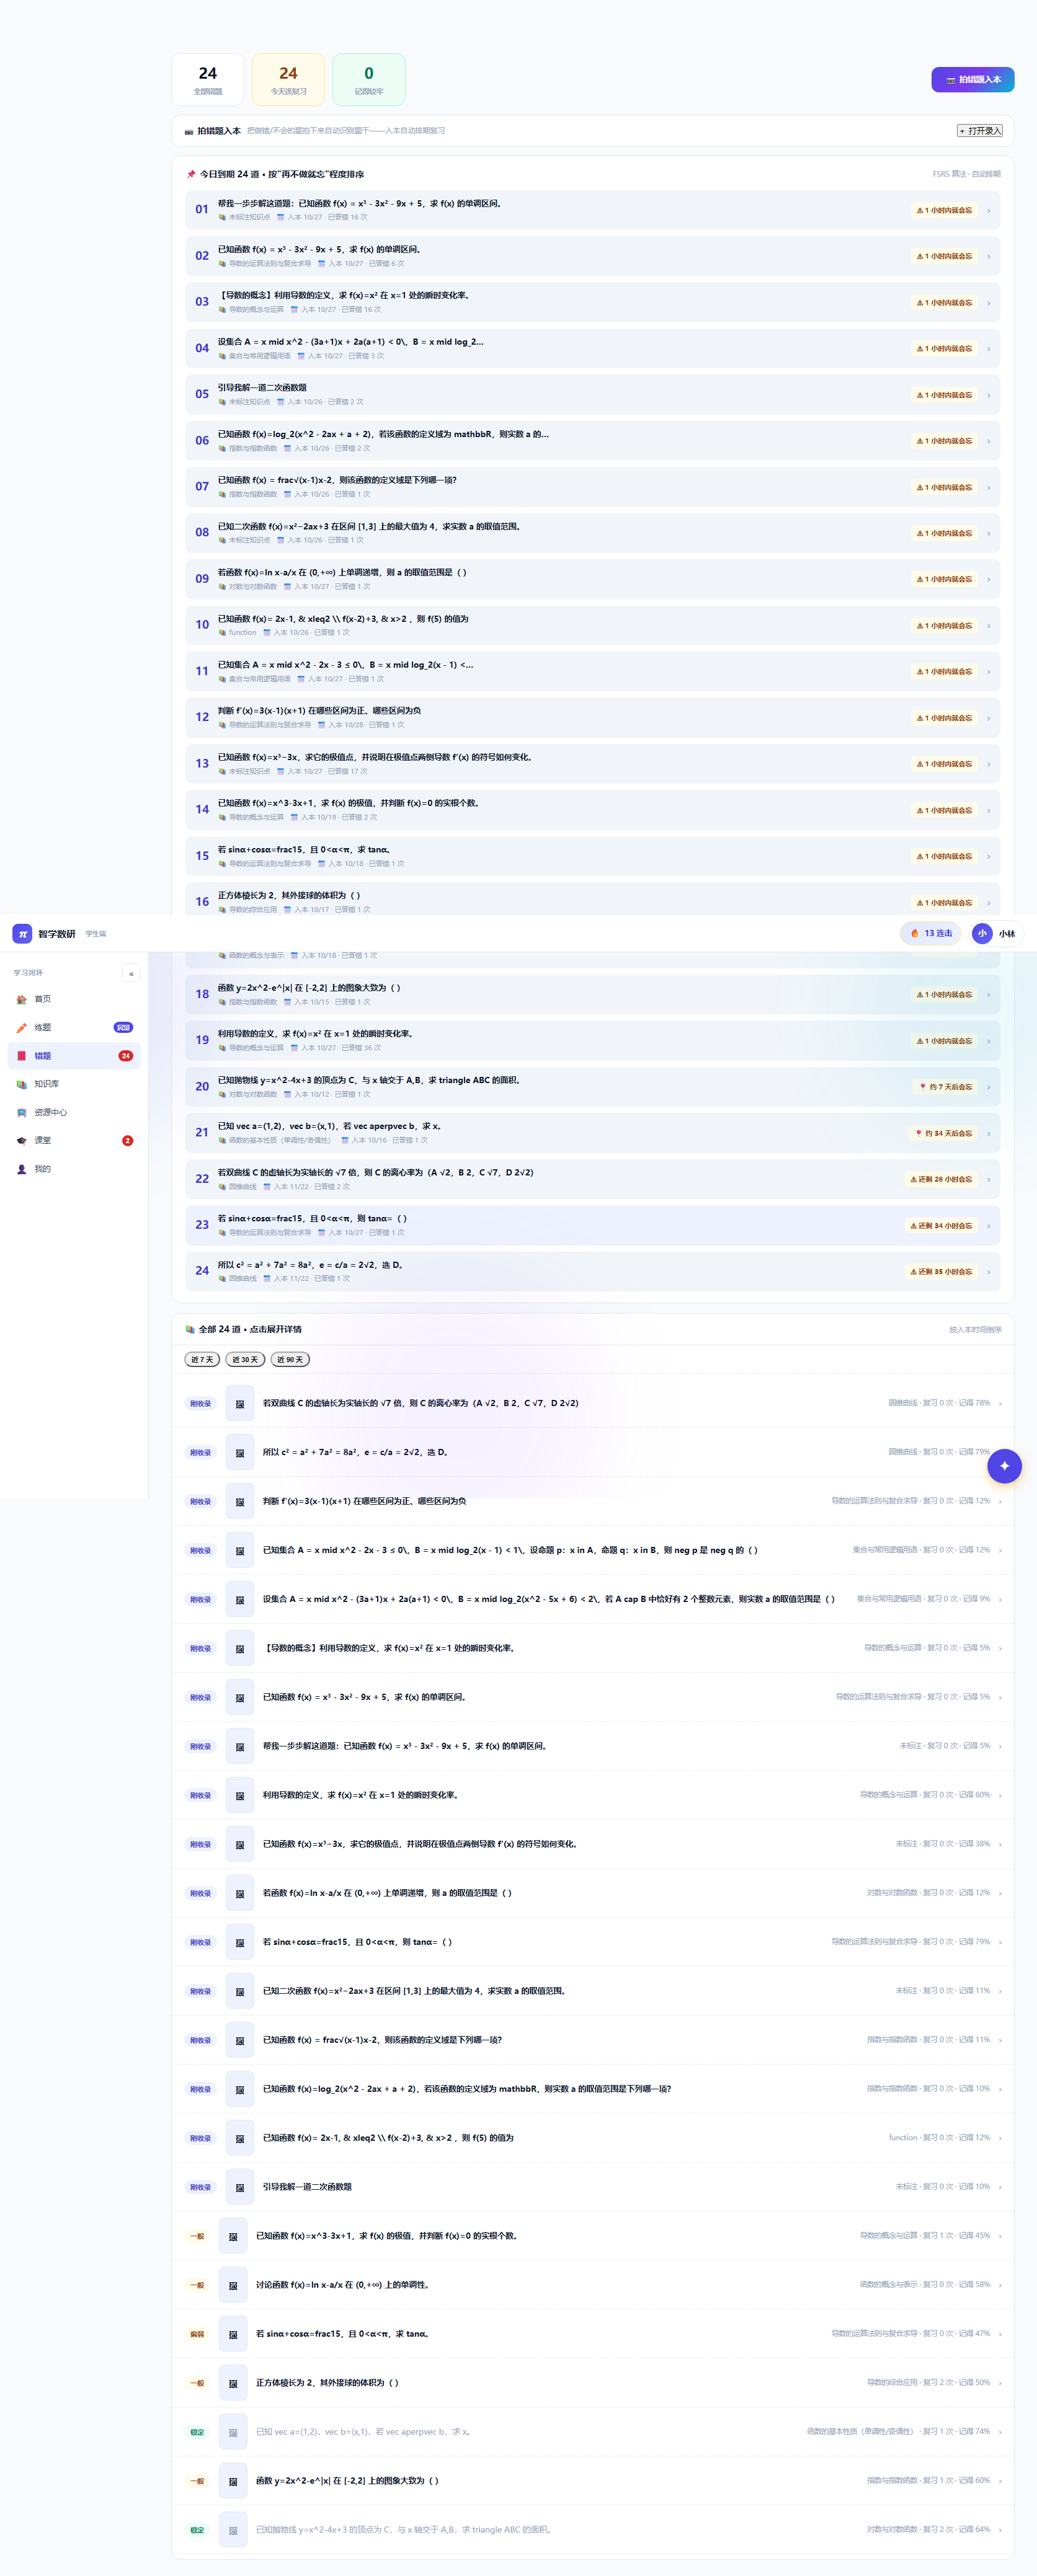 24
全部错题
24
今天该复习
0
记得较牢
📷 拍错题入本
📷 拍错题入本 把做错/不会的题拍下来自动识别题干——入本自动排期复习
+ 打开录入
📌 今日到期 24 道 • 按"再不做就忘"程度排序
FSRS 算法 · 自动排期
01 帮我一步步解这道题：已知函数 f(x) = x³ - 3x² - 9x + 5，求 f(x) 的单调区间。
未标注知识点 入本 10/27 · 已答错 16 次
⚠ 1 小时内就会忘 ›
02 已知函数 f(x) = x³ - 3x² - 9x + 5，求 f(x) 的单调区间。
导数的运算法则与复合求导 入本 10/27 · 已答错 6 次
⚠ 1 小时内就会忘 ›
03 【导数的概念】利用导数的定义，求 f(x)=x² 在 x=1 处的瞬时变化率。
导数的概念与运算 入本 10/27 · 已答错 16 次
⚠ 1 小时内就会忘 ›
04 设集合 A = x mid x^2 - (3a+1)x + 2a(a+1) < 0\，B = x mid log_2...
集合与常用逻辑用语 入本 10/27 · 已答错 3 次
⚠ 1 小时内就会忘 ›
05 引导我解一道二次函数题
未标注知识点 入本 10/26 · 已答错 2 次
⚠ 1 小时内就会忘 ›
06 已知函数 f(x)=log_2(x^2 - 2ax + a + 2)，若该函数的定义域为 mathbbR，则实数 a 的...
指数与指数函数 入本 10/26 · 已答错 2 次
⚠ 1 小时内就会忘 ›
07 已知函数 f(x) = frac√(x-1)x-2，则该函数的定义域是下列哪一项？
指数与指数函数 入本 10/26 · 已答错 1 次
⚠ 1 小时内就会忘 ›
08 已知二次函数 f(x)=x²−2ax+3 在区间 [1,3] 上的最大值为 4，求实数 a 的取值范围。
未标注知识点 入本 10/26 · 已答错 1 次
⚠ 1 小时内就会忘 ›
09 若函数 f(x)=ln x-a/x 在 (0,+∞) 上单调递增，则 a 的取值范围是（ ）
对数与对数函数 入本 10/27 · 已答错 1 次
⚠ 1 小时内就会忘 ›
10 已知函数 f(x)= 2x-1, & xleq2 \\ f(x-2)+3, & x>2 ，则 f(5) 的值为
function 入本 10/26 · 已答错 1 次
⚠ 1 小时内就会忘 ›
11 已知集合 A = x mid x^2 - 2x - 3 ≤ 0\，B = x mid log_2(x - 1) <...
集合与常用逻辑用语 入本 10/27 · 已答错 1 次
⚠ 1 小时内就会忘 ›
12 判断 f′(x)=3(x-1)(x+1) 在哪些区间为正、哪些区间为负
导数的运算法则与复合求导 入本 10/28 · 已答错 1 次
⚠ 1 小时内就会忘 ›
13 已知函数 f(x)=x³−3x，求它的极值点，并说明在极值点两侧导数 f′(x) 的符号如何变化。
未标注知识点 入本 10/27 · 已答错 17 次
⚠ 1 小时内就会忘 ›
14 已知函数 f(x)=x^3-3x+1，求 f(x) 的极值，并判断 f(x)=0 的实根个数。
导数的概念与运算 入本 10/19 · 已答错 2 次
⚠ 1 小时内就会忘 ›
15 若 sinα+cosα=frac15，且 0<α<π，求 tanα。
导数的运算法则与复合求导 入本 10/18 · 已答错 1 次
⚠ 1 小时内就会忘 ›
16 正方体棱长为 2，其外接球的体积为（ ）
导数的综合应用 入本 10/17 · 已答错 1 次
⚠ 1 小时内就会忘 ›
π 智学数研 学生端
🔥 13 连击
小 小林
函数的概念与表示 入本 10/18 · 已答错 1 次
学习闭环 «
首页
练题
错题 24
知识库
资源中心
课堂 2
我的
18 函数 y=2x^2-e^|x| 在 [-2,2] 上的图象大致为（ ）
指数与指数函数 入本 10/15 · 已答错 1 次
⚠ 1 小时内就会忘 ›
19 利用导数的定义，求 f(x)=x² 在 x=1 处的瞬时变化率。
导数的概念与运算 入本 10/27 · 已答错 36 次
⚠ 1 小时内就会忘 ›
20 已知抛物线 y=x^2-4x+3 的顶点为 C，与 x 轴交于 A,B，求 triangle ABC 的面积。
对数与对数函数 入本 10/12 · 已答错 1 次
📍 约 7 天后会忘 ›
21 已知 vec a=(1,2)，vec b=(x,1)，若 vec aperpvec b，求 x。
函数的基本性质（单调性/奇偶性） 入本 10/16 · 已答错 1 次
📍 约 34 天后会忘 ›
22 若双曲线 C 的虚轴长为实轴长的 √7 倍，则 C 的离心率为（A √2，B 2，C √7，D 2√2）
圆锥曲线 入本 11/22 · 已答错 2 次
⚠ 还剩 28 小时会忘 ›
23 若 sinα+cosα=frac15，且 0<α<π，则 tanα=（ ）
导数的运算法则与复合求导 入本 10/27 · 已答错 1 次
⚠ 还剩 34 小时会忘 ›
24 所以 c² = a² + 7a² = 8a²，e = c/a = 2√2，选 D。
圆锥曲线 入本 11/22 · 已答错 1 次
⚠ 还剩 35 小时会忘 ›
📚 全部 24 道 • 点击展开详情
按入本时间倒序
近 7 天 近 30 天 近 90 天
刚收录 若双曲线 C 的虚轴长为实轴长的 √7 倍，则 C 的离心率为（A √2，B 2，C √7，D 2√2） 圆锥曲线 · 复习 0 次 · 记得 78% ›
刚收录 所以 c² = a² + 7a² = 8a²，e = c/a = 2√2，选 D。 圆锥曲线 · 复习 0 次 · 记得 79%
刚收录 判断 f′(x)=3(x-1)(x+1) 在哪些区间为正、哪些区间为负 导数的运算法则与复合求导 · 复习 0 次 · 记得 12% ›
刚收录 已知集合 A = x mid x^2 - 2x - 3 ≤ 0\，B = x mid log_2(x - 1) < 1\，设命题 p：x in A，命题 q：x in B，则 neg p 是 neg q 的（ ） 集合与常用逻辑用语 · 复习 0 次 · 记得 12% ›
刚收录 设集合 A = x mid x^2 - (3a+1)x + 2a(a+1) < 0\，B = x mid log_2(x^2 - 5x + 6) < 2\，若 A cap B 中恰好有 2 个整数元素，则实数 a 的取值范围是（ ） 集合与常用逻辑用语 · 复习 0 次 · 记得 9% ›
刚收录 【导数的概念】利用导数的定义，求 f(x)=x² 在 x=1 处的瞬时变化率。 导数的概念与运算 · 复习 0 次 · 记得 5% ›
刚收录 已知函数 f(x) = x³ - 3x² - 9x + 5，求 f(x) 的单调区间。 导数的运算法则与复合求导 · 复习 0 次 · 记得 5% ›
刚收录 帮我一步步解这道题：已知函数 f(x) = x³ - 3x² - 9x + 5，求 f(x) 的单调区间。 未标注 · 复习 0 次 · 记得 5% ›
刚收录 利用导数的定义，求 f(x)=x² 在 x=1 处的瞬时变化率。 导数的概念与运算 · 复习 0 次 · 记得 60% ›
刚收录 已知函数 f(x)=x³−3x，求它的极值点，并说明在极值点两侧导数 f′(x) 的符号如何变化。 未标注 · 复习 0 次 · 记得 38% ›
刚收录 若函数 f(x)=ln x-a/x 在 (0,+∞) 上单调递增，则 a 的取值范围是（ ） 对数与对数函数 · 复习 0 次 · 记得 12% ›
刚收录 若 sinα+cosα=frac15，且 0<α<π，则 tanα=（ ） 导数的运算法则与复合求导 · 复习 0 次 · 记得 79% ›
刚收录 已知二次函数 f(x)=x²−2ax+3 在区间 [1,3] 上的最大值为 4，求实数 a 的取值范围。 未标注 · 复习 0 次 · 记得 11% ›
刚收录 已知函数 f(x) = frac√(x-1)x-2，则该函数的定义域是下列哪一项？ 指数与指数函数 · 复习 0 次 · 记得 11% ›
刚收录 已知函数 f(x)=log_2(x^2 - 2ax + a + 2)，若该函数的定义域为 mathbbR，则实数 a 的取值范围是下列哪一项？ 指数与指数函数 · 复习 0 次 · 记得 10% ›
刚收录 已知函数 f(x)= 2x-1, & xleq2 \\ f(x-2)+3, & x>2 ，则 f(5) 的值为 function · 复习 0 次 · 记得 12% ›
刚收录 引导我解一道二次函数题 未标注 · 复习 0 次 · 记得 10% ›
一般 已知函数 f(x)=x^3-3x+1，求 f(x) 的极值，并判断 f(x)=0 的实根个数。 导数的概念与运算 · 复习 1 次 · 记得 45% ›
一般 讨论函数 f(x)=ln x-a/x 在 (0,+∞) 上的单调性。 函数的概念与表示 · 复习 0 次 · 记得 58% ›
偏弱 若 sinα+cosα=frac15，且 0<α<π，求 tanα。 导数的运算法则与复合求导 · 复习 0 次 · 记得 47% ›
一般 正方体棱长为 2，其外接球的体积为（ ） 导数的综合应用 · 复习 2 次 · 记得 50% ›
稳定 已知 vec a=(1,2)，vec b=(x,1)，若 vec aperpvec b，求 x。 函数的基本性质（单调性/奇偶性） · 复习 1 次 · 记得 74% ›
一般 函数 y=2x^2-e^|x| 在 [-2,2] 上的图象大致为（ ） 指数与指数函数 · 复习 1 次 · 记得 60% ›
稳定 已知抛物线 y=x^2-4x+3 的顶点为 C，与 x 轴交于 A,B，求 triangle ABC 的面积。 对数与对数函数 · 复习 2 次 · 记得 64% ›